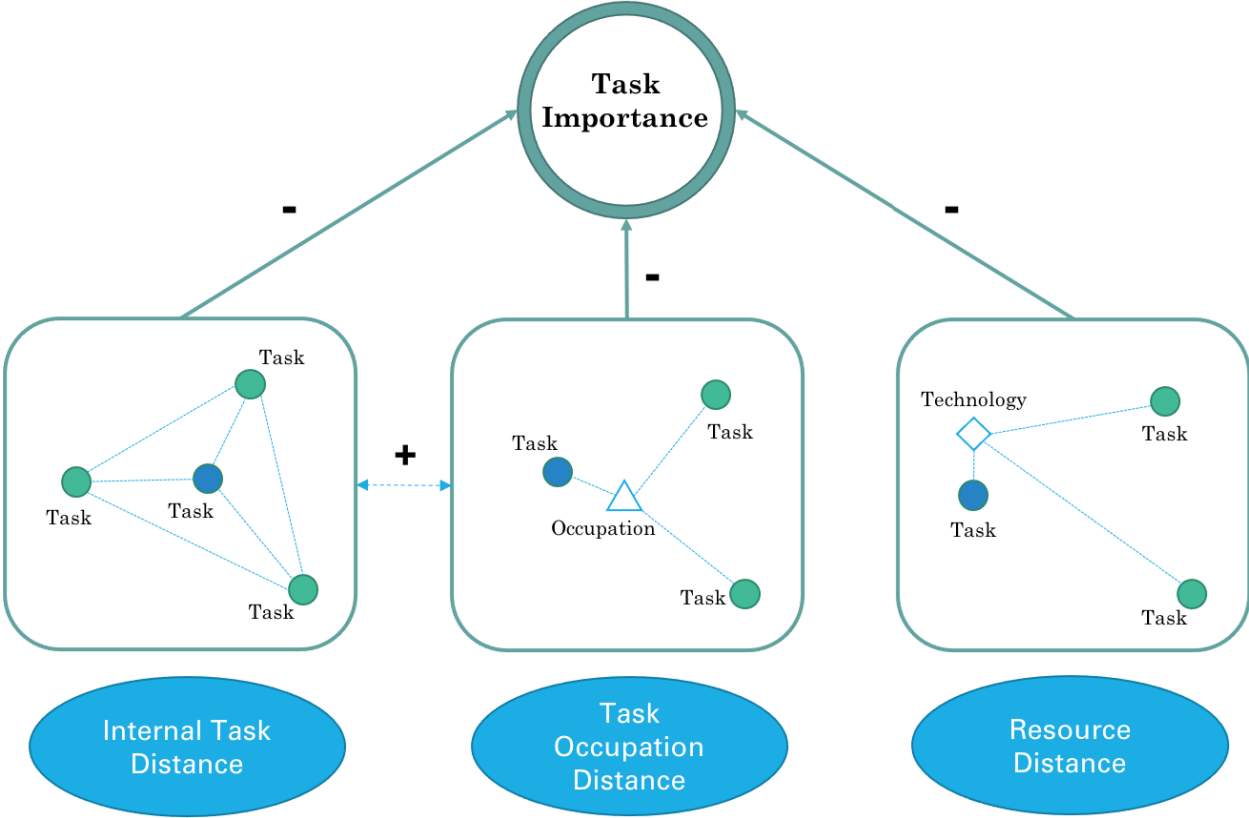 Task
Importance
-
-
-
Task
Task
Task
Task
+
Task
Task
Occupation
Task
Technology
Task
Task
Task
Internal Task
Distance
Task
Occupation
Distance
Resource
Distance